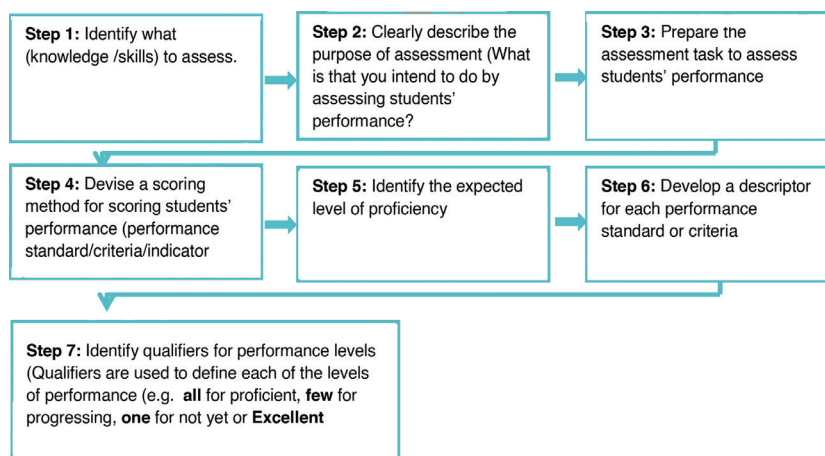 Step 1: Identify what
(knowledge /skills) to assess.
Step 2: Clearly describe the
purpose of assessment (What
is that you intend to do by
assessing students'
performance?
Step 3: Prepare the
assessment task to assess
students' performance
Step 4: Devise a scoring
method for scoring students'
performance (performance
standard/criteria/indicator
Step 5: Identify the expected
level of proficiency
Step 6: Develop a descriptor
for each performance
standard or criteria
Step 7: Identify qualifiers for performance levels
(Qualifiers are used to define each of the levels
of performance (e.g. all for proficient, few for
progressing, one for not yet or Excellent